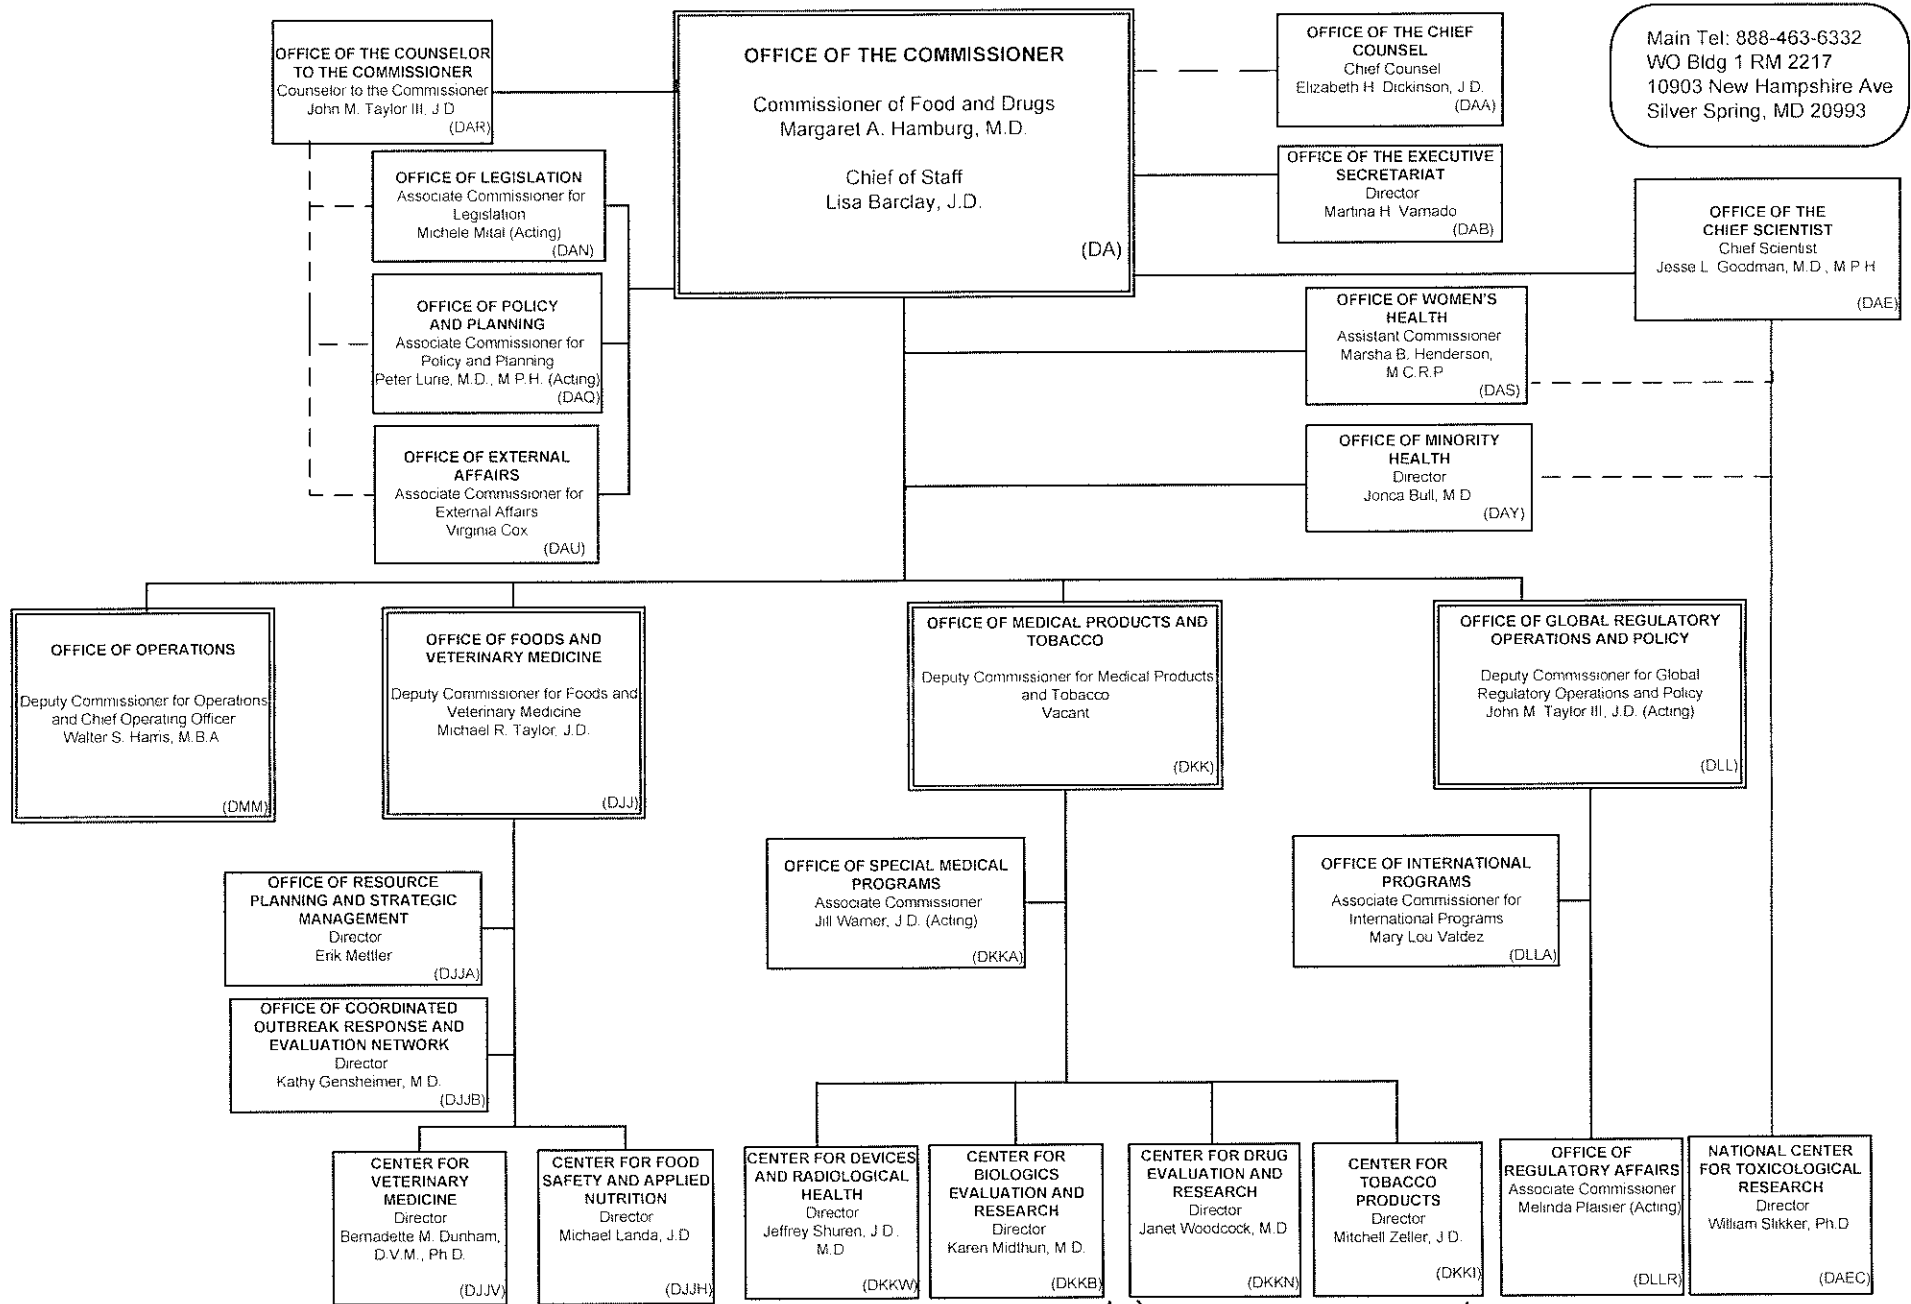 OFFICE OF THE COUNSELOR
TO THE COMMISSIONER
Counselor to the Commissioner
John M. Taylor III, J.D
(DAR)
OFFICE OF THE COMMISSIONER
Commissioner of Food and Drugs
Margaret A. Hamburg, M.D.
Chief of Staff
Lisa Barclay, J.D.
(DA)
OFFICE OF THE CHIEF
COUNSEL
Chief Counsel
Elizabeth H. Dickinson, J.D.
(DAA)
Main Tel: 888-463-6332
WO Bldg 1 RM 2217
10903 New Hampshire Ave
Silver Spring, MD 20993
OFFICE OF THE EXECUTIVE
SECRETARIAT
Director
Martina H Varnado
(DAB)
OFFICE OF THE
CHIEF SCIENTIST
Chief Scientist
Jesse L. Goodman, M.D., M P H
(DAE)
OFFICE OF LEGISLATION
Associate Commissioner for
Legislation
Michele Mital (Acting)
(DAN)
OFFICE OF POLICY
AND PLANNING
Associate Commissioner for
Policy and Planning
Peter Lurie, M.D., M P.H. (Acting)
(DAQ)
OFFICE OF EXTERNAL
AFFAIRS
Associate Commissioner for
External Affairs
Virginia Cox
(DAU)
OFFICE OF WOMEN'S
HEALTH
Assistant Commissioner
Marsha B. Henderson,
M C.R.P
(DAS)
OFFICE OF MINORITY
HEALTH
Director
Jonca Bull, M D
(DAY)
OFFICE OF OPERATIONS
Deputy Commissioner for Operations
and Chief Operating Officer
Walter S. Harris, M.B.A
(DMM)
OFFICE OF FOODS AND
VETERINARY MEDICINE
Deputy Commissioner for Foods and
Veterinary Medicine
Michael R. Taylor, J.D.
(DJJ)
OFFICE OF MEDICAL PRODUCTS AND
TOBACCO
Deputy Commissioner for Medical Products
and Tobacco
Vacant
(DKK)
OFFICE OF GLOBAL REGULATORY
OPERATIONS AND POLICY
Deputy Commissioner for Global
Regulatory Operations and Policy
John M. Taylor III, J.D. (Acting)
(DLL)
OFFICE OF RESOURCE
PLANNING AND STRATEGIC
MANAGEMENT
Director
Erik Mettler
(DJJA)
OFFICE OF COORDINATED
OUTBREAK RESPONSE AND
EVALUATION NETWORK
Director
Kathy Gensheimer, M D.
(DJJB)
OFFICE OF SPECIAL MEDICAL
PROGRAMS
Associate Commissioner
Jill Warner, J.D. (Acting)
(DKKA)
OFFICE OF INTERNATIONAL
PROGRAMS
Associate Commissioner for
International Programs
Mary Lou Valdez
(DLLA)
CENTER FOR
VETERINARY
MEDICINE
Director
Bernadette M. Dunham,
D.V.M., Ph D.
(DJJV)
CENTER FOR FOOD
SAFETY AND APPLIED
NUTRITION
Director
Michael Landa, J.D
(DJJH)
CENTER FOR DEVICES
AND RADIOLOGICAL
HEALTH
Director
Jeffrey Shuren, J D.
M.D
(DKKW)
CENTER FOR
BIOLOGICS
EVALUATION AND
RESEARCH
Director
Karen Midthun, M D.
(DKKB)
CENTER FOR DRUG
EVALUATION AND
RESEARCH
Director
Janet Woodcock, M.D
(DKKN)
CENTER FOR
TOBACCO
PRODUCTS
Director
Mitchell Zeller, J D.
(DKKI)
OFFICE OF
REGULATORY AFFAIRS
Associate Commissioner
Melinda Plaisier (Acting)
(DLLR)
NATIONAL CENTER
FOR TOXICOLOGICAL
RESEARCH
Director
William Slikker, Ph.D
(DAEC)